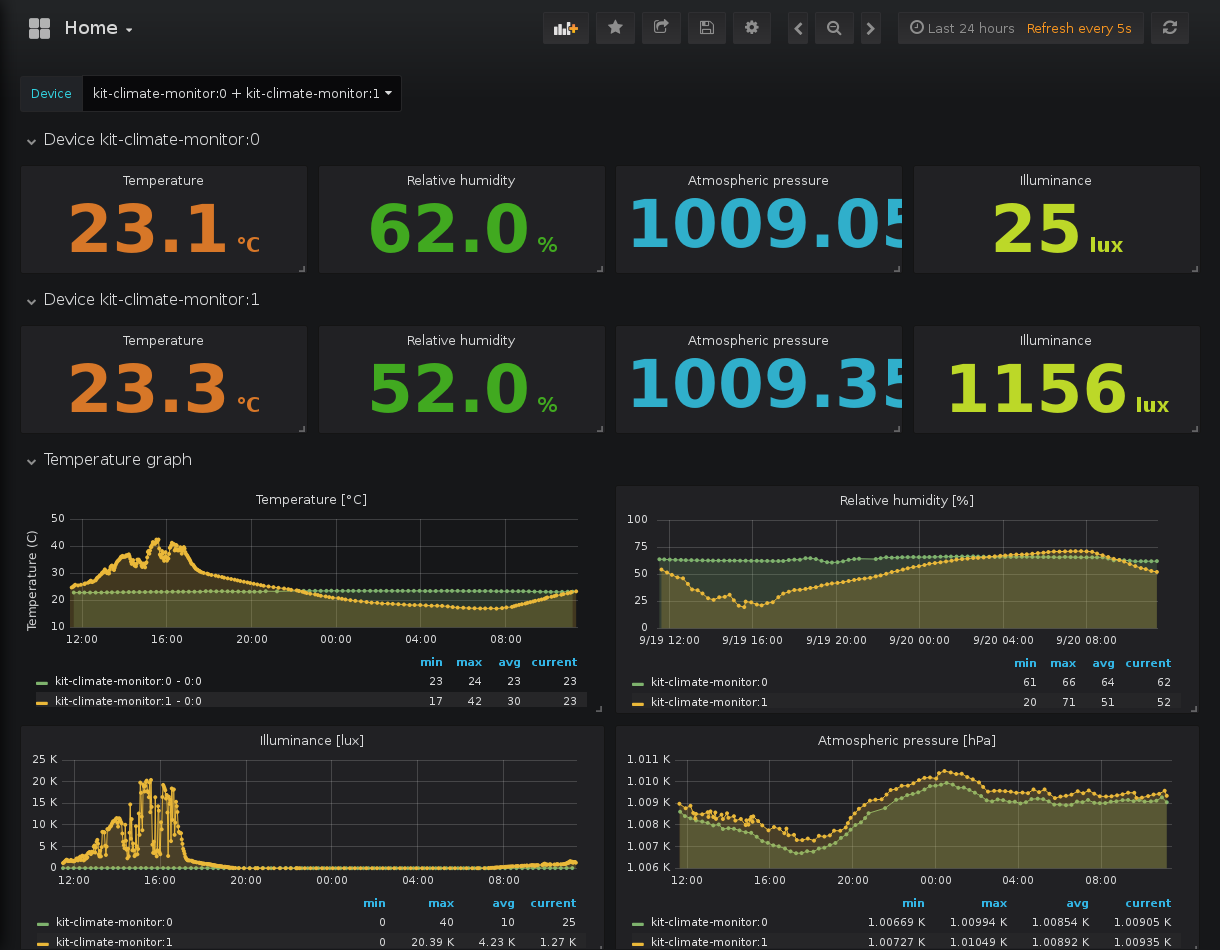 Home
Last 24 hours Refresh every 5s
Device kit-climate-monitor:0 + kit-climate-monitor:1
Device kit-climate-monitor:0
Temperature Relative humidity Atmospheric pressure Illuminance
23.1 °C 62.0 % 1009.05 25 lux
Device kit-climate-monitor:1
Temperature Relative humidity Atmospheric pressure Illuminance
23.3 °C 52.0 % 1009.35 1156 lux
Temperature graph
Temperature [°C]
Temperature (C)
50
40
30
20
10
12:00 16:00 20:00 00:00 04:00 08:00
min max avg current
kit-climate-monitor:0 - 0:0 23 24 23 23
kit-climate-monitor:1 - 0:0 17 42 30 23
Relative humidity [%]
100
75
50
25
0
9/19 12:00 9/19 16:00 9/19 20:00 9/20 00:00 9/20 04:00 9/20 08:00
min max avg current
kit-climate-monitor:0 61 66 64 62
kit-climate-monitor:1 20 71 51 52
Illuminance [lux]
25 K
20 K
15 K
10 K
5 K
0
12:00 16:00 20:00 00:00 04:00 08:00
min max avg current
kit-climate-monitor:0 0 40 10 25
kit-climate-monitor:1 0 20.39 K 4.23 K 1.27 K
Atmospheric pressure [hPa]
1.011 K
1.010 K
1.009 K
1.008 K
1.007 K
1.006 K
12:00 16:00 20:00 00:00 04:00 08:00
min max avg current
kit-climate-monitor:0 1.00669 K 1.00994 K 1.00854 K 1.00905 K
kit-climate-monitor:1 1.00727 K 1.01049 K 1.00892 K 1.00935 K